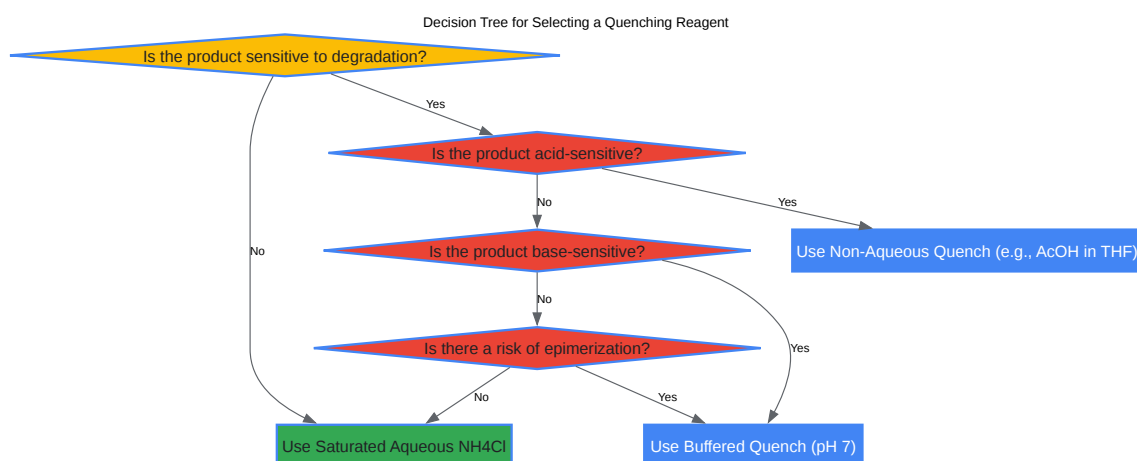 Decision Tree for Selecting a Quenching Reagent
Is the product sensitive to degradation?
Yes
Is the product acid-sensitive?
No
Yes
No
Is the product base-sensitive?
Use Non-Aqueous Quench (e.g., AcOH in THF)
No
Yes
Is there a risk of epimerization?
No
Yes
Use Saturated Aqueous NH4Cl
Use Buffered Quench (pH 7)